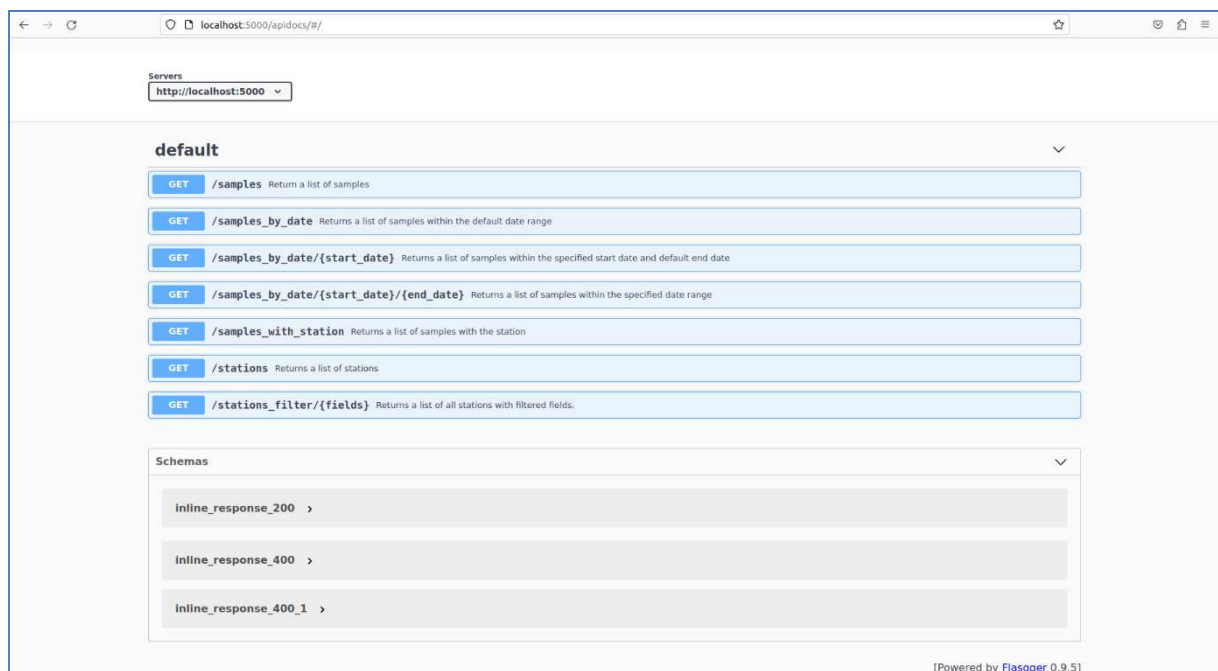 localhost:5000/apidocs/#/
Servers
http://localhost:5000
default
GET /samples Return a list of samples
GET /samples_by_date Returns a list of samples within the default date range
GET /samples_by_date/{start_date} Returns a list of samples within the specified start date and default end date
GET /samples_by_date/{start_date}/{end_date} Returns a list of samples within the specified date range
GET /samples_with_station Returns a list of samples with the station
GET /stations Returns a list of stations
GET /stations_filter/{fields} Returns a list of all stations with filtered fields.
Schemas
inline_response_200
inline_response_400
inline_response_400_1
[Powered by Flasgger 0.9.5]